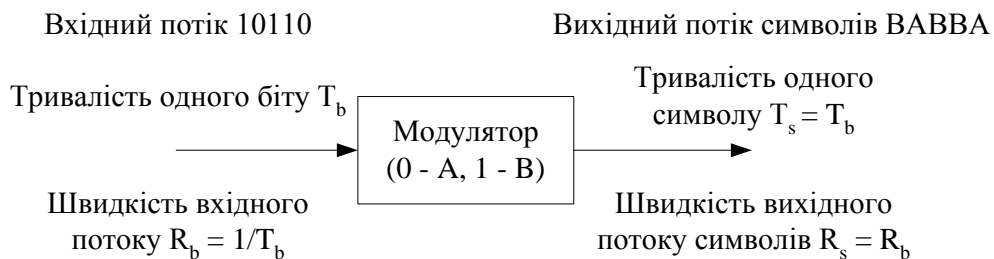 Вхідний потік 10110
Тривалість одного біту T_b
Швидкість вхідного
потоку R_b = 1/T_b
Модулятор
(0 - A, 1 - B)
Вихідний потік символів BABBA
Тривалість одного
символу T_s = T_b
Швидкість вихідного
потоку символів R_s = R_b